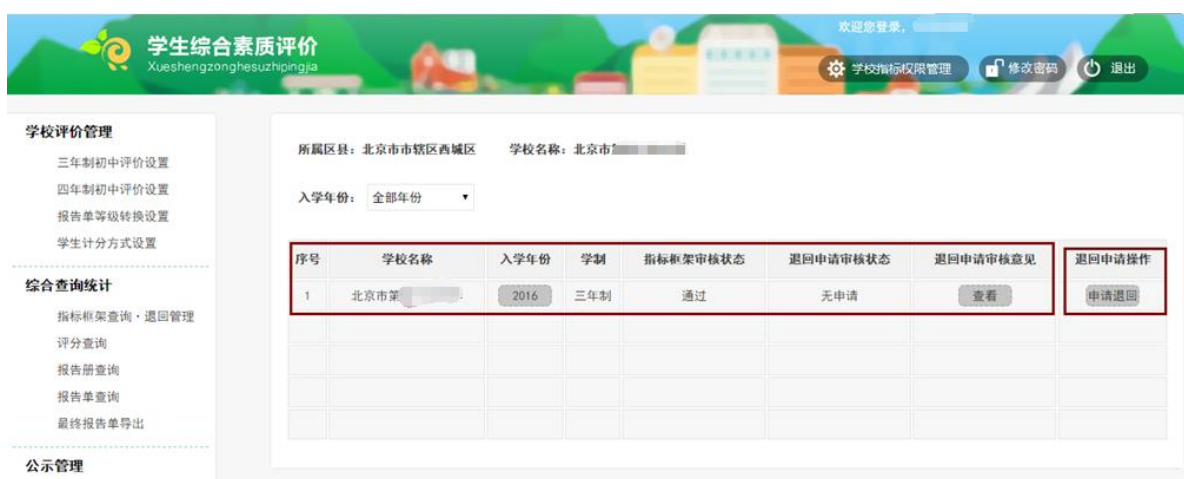 欢迎您登录，
学生综合素质评价
Xueshengzonghesuzhipingjia
学校指标权限管理 修改密码 退出
学校评价管理
三年制初中评价设置
四年制初中评价设置
报告单等级转换设置
学生计分方式设置
综合查询统计
指标框架查询·退回管理
评分查询
报告册查询
报告单查询
最终报告单导出
公示管理
所属区县：北京市市辖区西城区 学校名称：北京市
入学年份： 全部年份
序号 学校名称 入学年份 学制 指标框架审核状态 退回申请审核状态 退回申请审核意见 退回申请操作
1 北京市第 2016 三年制 通过 无申请 查看 申请退回